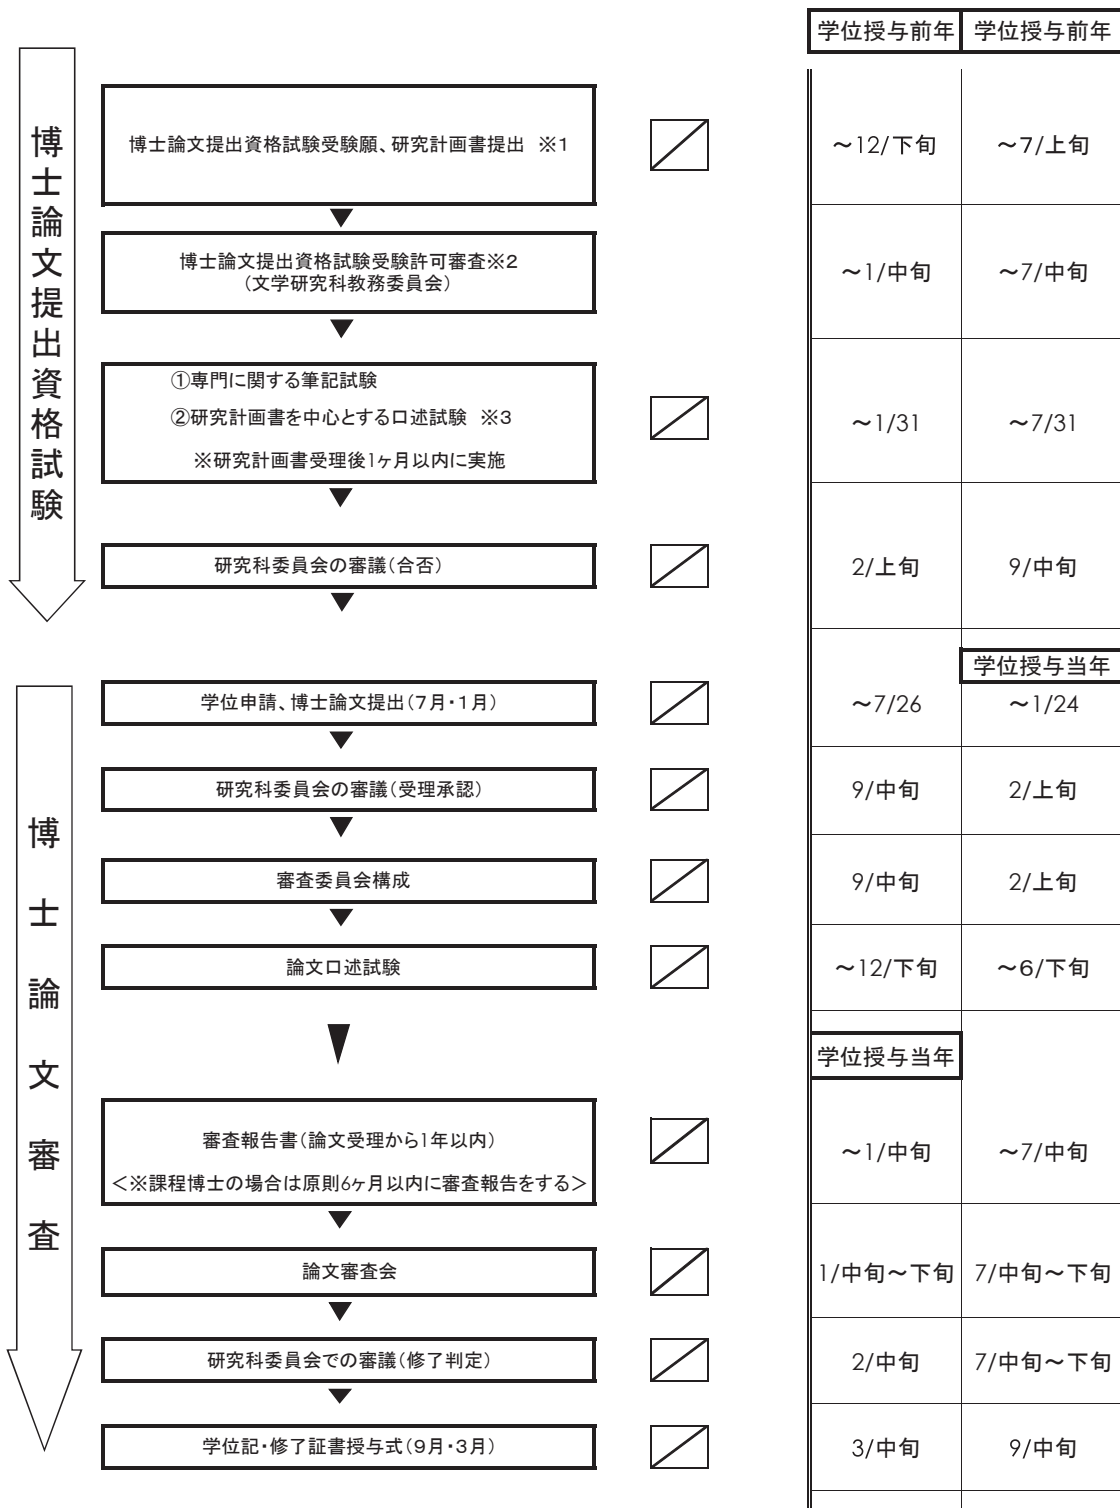 学位授与前年 学位授与前年
博士論文提出資格試験
博士論文提出資格試験受験願、研究計画書提出 ※1
～12/下旬 ～7/上旬
博士論文提出資格試験受験許可審査※2
(文学研究科教務委員会)
～1/中旬 ～7/中旬
①専門に関する筆記試験
②研究計画書を中心とする口述試験 ※3
※研究計画書受理後1ヶ月以内に実施
～1/31 ～7/31
研究科委員会の審議(合否)
2/上旬 9/中旬
博士論文審査
学位授与当年
学位申請、博士論文提出(7月・1月)
～7/26 ～1/24
研究科委員会の審議(受理承認)
9/中旬 2/上旬
審査委員会構成
9/中旬 2/上旬
論文口述試験
～12/下旬 ～6/下旬
学位授与当年
審査報告書(論文受理から1年以内)
<※課程博士の場合は原則6ヶ月以内に審査報告をする>
～1/中旬 ～7/中旬
論文審査会
1/中旬～下旬 7/中旬～下旬
研究科委員会での審議(修了判定)
2/中旬 7/中旬～下旬
学位記・修了証書授与式(9月・3月)
3/中旬 9/中旬